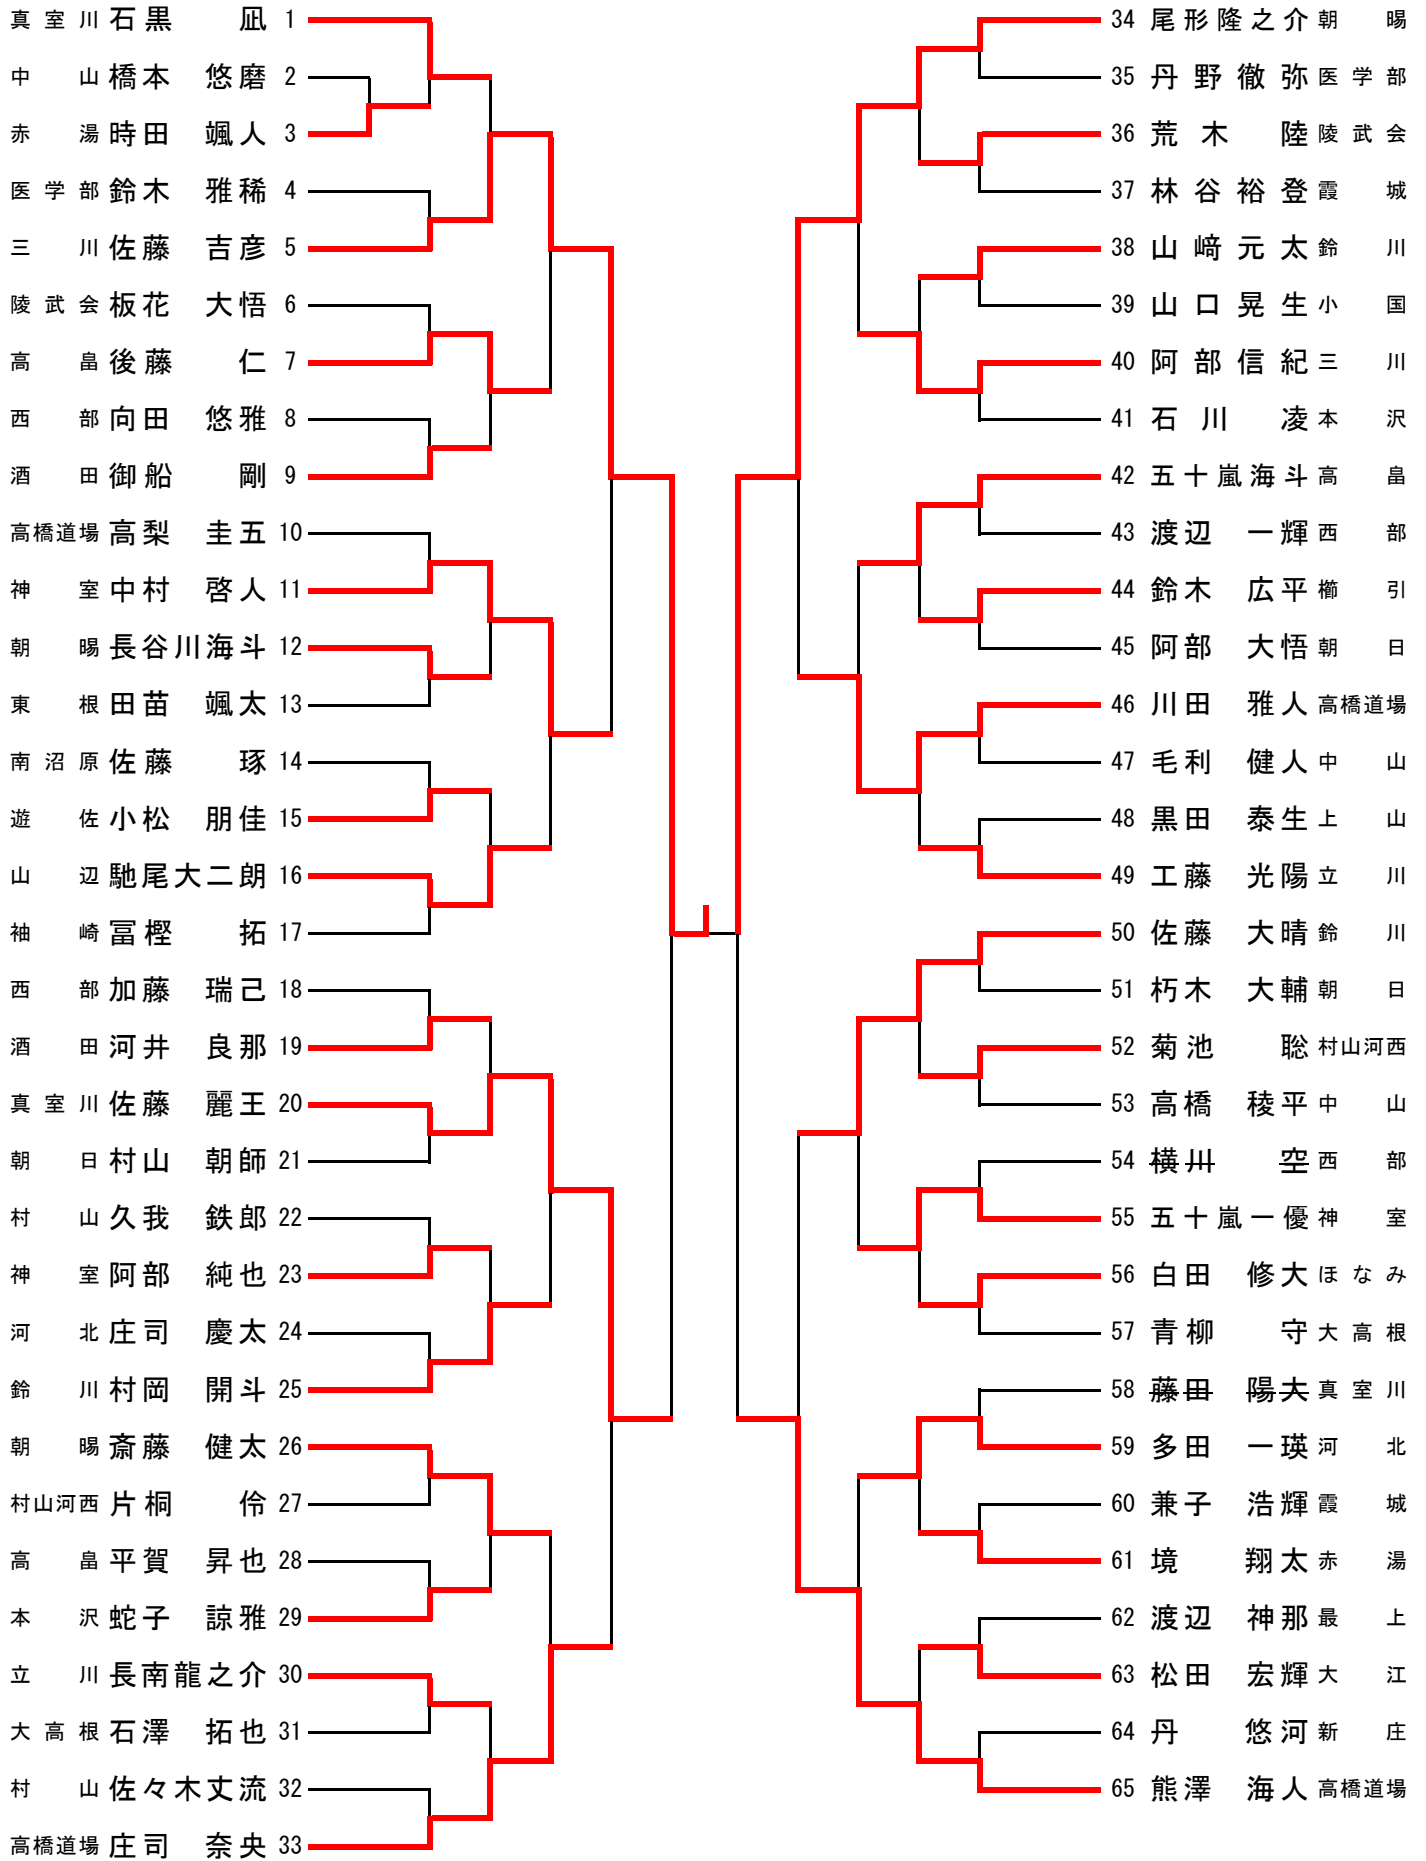 真室川 石黒 凪 1
中山 橋本 悠磨 2
赤湯 時田 颯人 3
医学部 鈴木 雅稀 4
三川 佐藤 吉彦 5
陵武会 板花 大悟 6
高畠 後藤 仁 7
西部 向田 悠雅 8
酒田 御船 剛 9
高橋道場 高梨 圭五 10
神室 中村 啓人 11
朝暘 長谷川海斗 12
東根 田苗 颯太 13
南沼原 佐藤 琢 14
遊佐 小松 朋佳 15
山辺 馳尾大二朗 16
袖崎 冨樫 拓 17
西部 加藤 瑞己 18
酒田 河井 良那 19
真室川 佐藤 麗王 20
朝日 村山 朝師 21
村山 久我 鉄郎 22
神室 阿部 純也 23
河北 庄司 慶太 24
鈴川 村岡 開斗 25
朝暘 斎藤 健太 26
村山河西 片桐 伶 27
高畠 平賀 昇也 28
本沢 蛇子 諒雅 29
立川 長南龍之介 30
大高根 石澤 拓也 31
村山 佐々木丈流 32
高橋道場 庄司 奈央 33
34 尾形隆之介 朝暘
35 丹野徹弥 医学部
36 荒木 陸 陵武会
37 林谷裕登 霞城
38 山﨑元太 鈴川
39 山口晃生 小国
40 阿部信紀 三川
41 石川 凌 本沢
42 五十嵐海斗 高畠
43 渡辺 一輝 西部
44 鈴木 広平 櫛引
45 阿部 大悟 朝日
46 川田 雅人 高橋道場
47 毛利 健人 中山
48 黒田 泰生 上山
49 工藤 光陽 立川
50 佐藤 大晴 鈴川
51 朽木 大輔 朝日
52 菊池 聡 村山河西
53 高橋 稜平 中山
54 横川 空 西部
55 五十嵐一優 神室
56 白田 修大 ほなみ
57 青柳 守 大高根
58 藤田 陽大 真室川
59 多田 一瑛 河北
60 兼子 浩輝 霞城
61 境 翔太 赤湯
62 渡辺 神那 最上
63 松田 宏輝 大江
64 丹 悠河 新庄
65 熊澤 海人 高橋道場